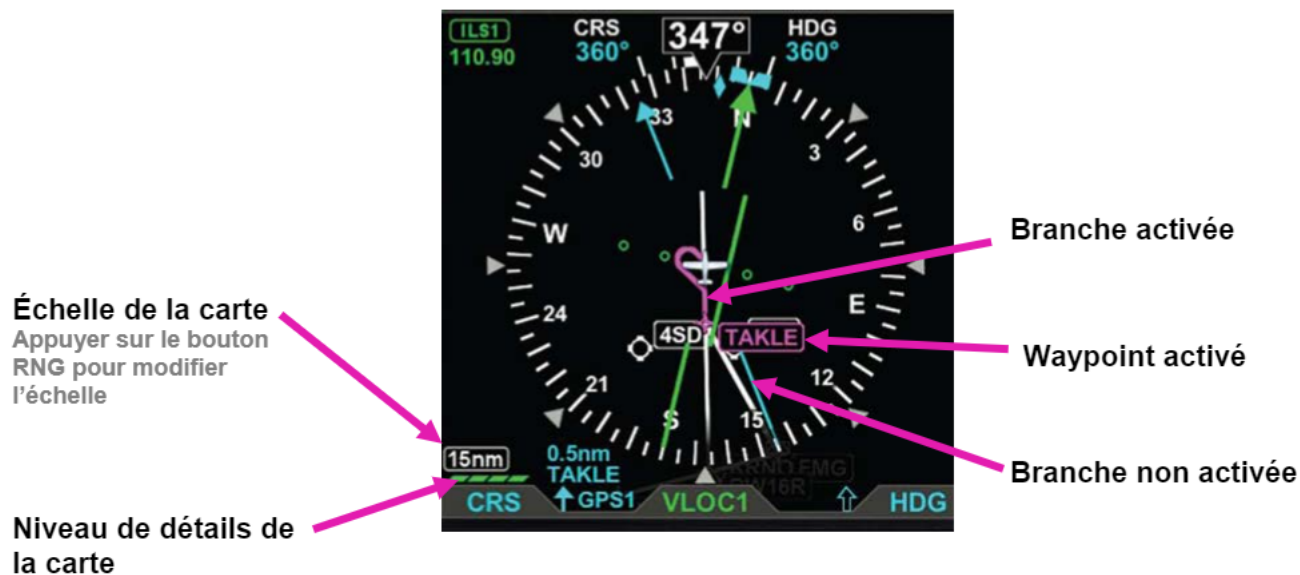 ILS1
110.90
CRS
360°
347°
HDG
360°
33
N
30
3
W
6
24
E
21
12
S
15
4SD
TAKLE
15nm
0.5nm
TAKLE
GPS1
CRS
VLOC1
HDG
Branche activée
Waypoint activé
Branche non activée
Échelle de la carte
Appuyer sur le bouton
RNG pour modifier
l’échelle
Niveau de détails de
la carte